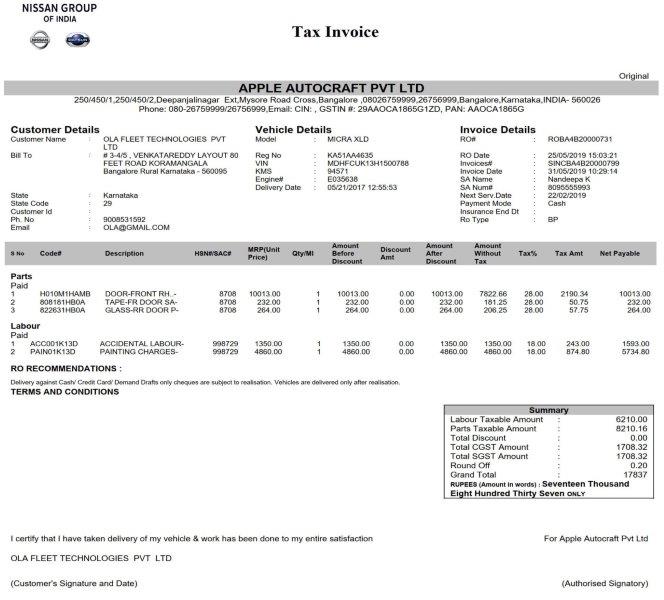 NISSAN GROUP
OF INDIA
NISSAN DATSUN
Tax Invoice
Original
APPLE AUTOCRAFT PVT LTD
250/450/1,250/450/2,Deepanjalinagar Ext,Mysore Road Cross,Bangalore ,08026759999,26756999,Bangalore,Karnataka,INDIA- 560026
Phone: 080-26759999/26756999,Email: CIN: , GSTIN #: 29AAOCA1865G1ZD, PAN: AAOCA1865G
Customer Details Vehicle Details Invoice Details
Customer Name : OLA FLEET TECHNOLOGIES PVT LTD Model : MICRA XLD RO# : ROBA4B20000731
Bill To : # 3-4/5 , VENKATAREDDY LAYOUT 80 Reg No : KA51AA4635 RO Date : 25/05/2019 15:03:21
FEET ROAD KORAMANGALA VIN : MDHFCUK13H1500788 Invoice# : SINCBA4B20000799
Bangalore Rural Karnataka - 560095 KMS : 94571 Invoice Date : 31/05/2019 10:29:14
Engine# : E035638 SA Name : Nandeepa K
Delivery Date : 05/21/2017 12:55:53 SA Num# : 8095555993
State : Karnataka Next Serv.Date : 22/02/2019
State Code : 29 Payment Mode : Cash
Customer Id : Insurance End Dt :
Ph. No : 9008531592 Ro Type : BP
Email : OLA@GMAIL.COM
S No Code# Description HSN#/SAC# MRP(Unit Price) Qty/Ml Amount Before Discount Discount Amt Amount After Discount Amount Without Tax Tax% Tax Amt Net Payable
Parts
Paid
1 H010M1HAMB DOOR-FRONT RH.,- 8708 10013.00 1 10013.00 0.00 10013.00 7822.66 28.00 2190.34 10013.00
2 808181HB0A TAPE-FR DOOR SA- 8708 232.00 1 232.00 0.00 232.00 181.25 28.00 50.75 232.00
3 822631HB0A GLASS-RR DOOR P- 8708 264.00 1 264.00 0.00 264.00 206.25 28.00 57.75 264.00
Labour
Paid
1 ACC001K13D ACCIDENTAL LABOUR- 998729 1350.00 1 1350.00 0.00 1350.00 1350.00 18.00 243.00 1593.00
2 PAIN01K13D PAINTING CHARGES- 998729 4860.00 1 4860.00 0.00 4860.00 4860.00 18.00 874.80 5734.80
RO RECOMMENDATIONS :
Delivery against Cash/ Credit Card/ Demand Drafts only cheques are subject to realisation. Vehicles are delivered only after realisation.
TERMS AND CONDITIONS
Summary
Labour Taxable Amount : 6210.00
Parts Taxable Amount : 8210.16
Total Discount : 0.00
Total CGST Amount : 1708.32
Total SGST Amount : 1708.32
Round Off : 0.20
Grand Total : 17837
RUPEES (Amount in words) : Seventeen Thousand
Eight Hundred Thirty Seven ONLY
I certify that I have taken delivery of my vehicle & work has been done to my entire satisfaction For Apple Autocraft Pvt Ltd
OLA FLEET TECHNOLOGIES PVT LTD
(Customer's Signature and Date) (Authorised Signatory)